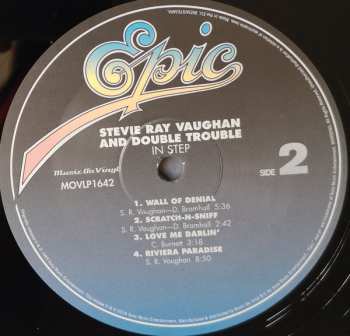 Epic
STEVIE RAY VAUGHAN
AND DOUBLE TROUBLE
IN STEP
Music On Vinyl
MOVLP1642
SIDE 2
1. WALL OF DENIAL
S. R. Vaughan—D. Bramhall 5:36
2. SCRATCH-N-SNIFF
S. R. Vaughan—D. Bramhall 2:42
3. LOVE ME DARLIN'
C. Burnett 3:18
4. RIVIERA PARADISE
S. R. Vaughan 8:50